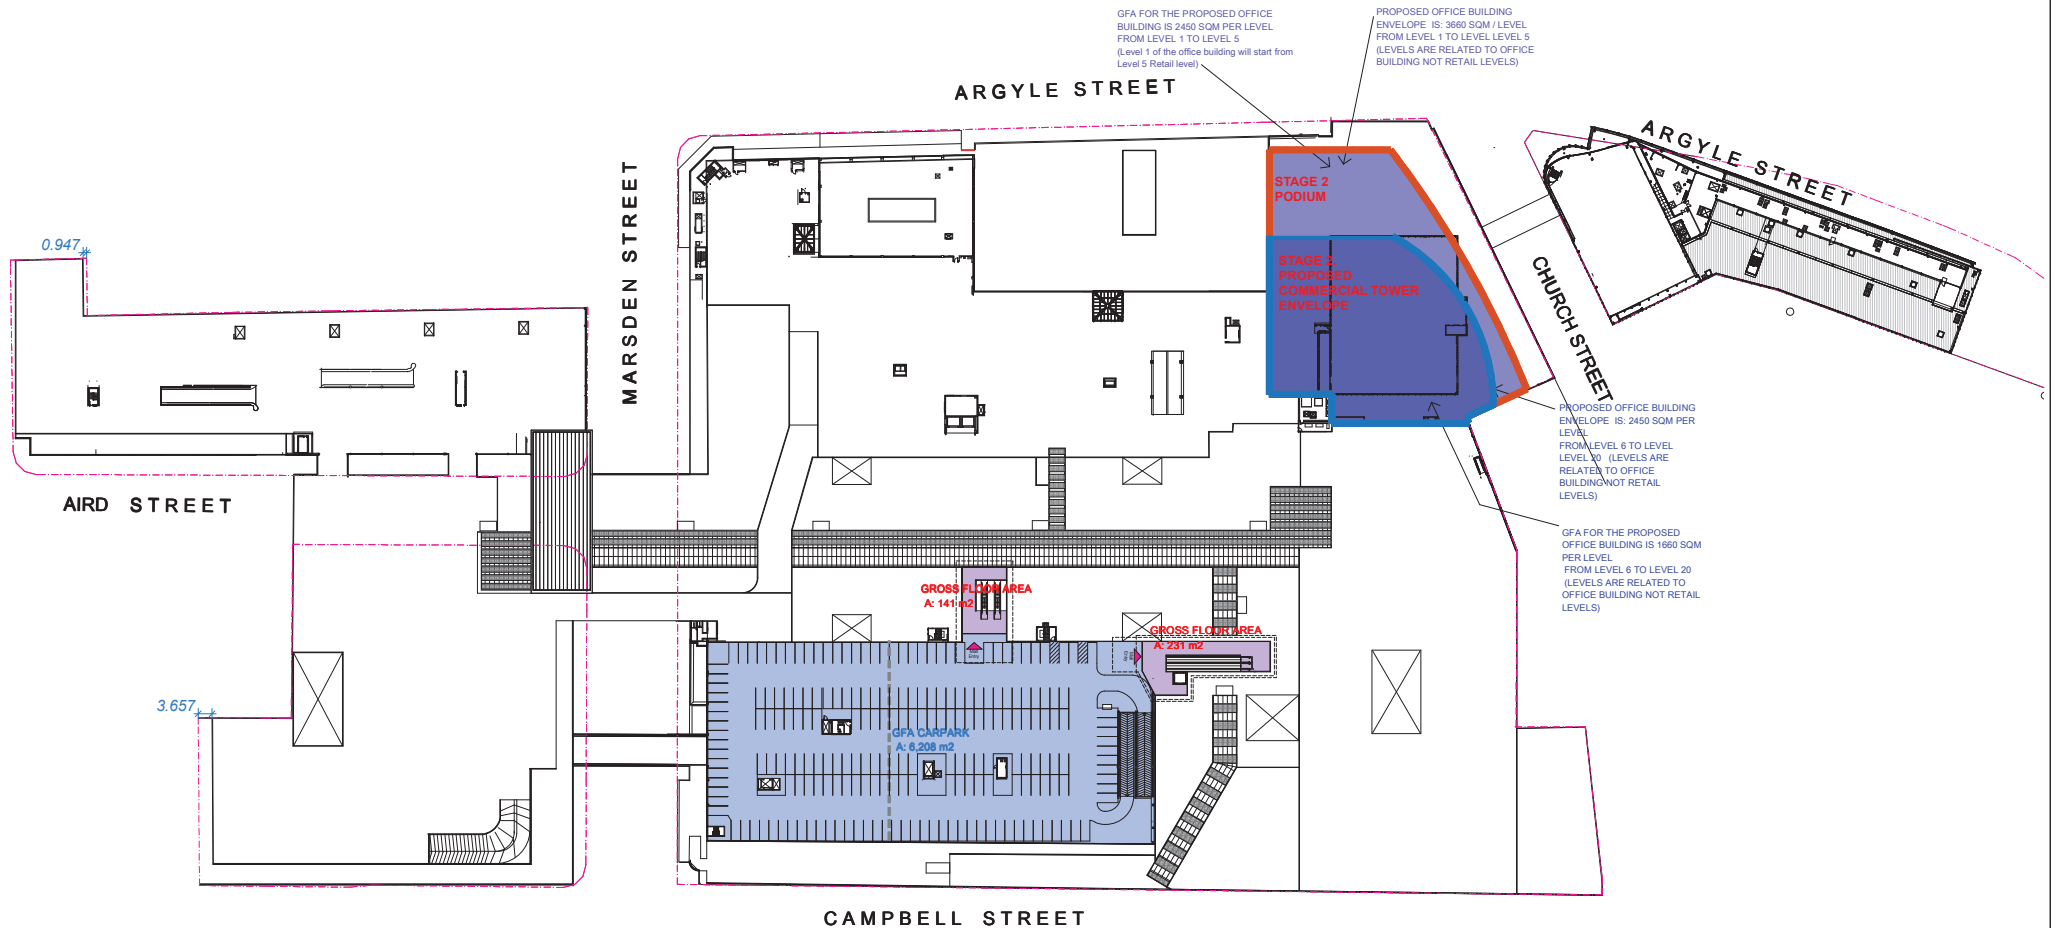 GFA FOR THE PROPOSED OFFICE
BUILDING IS 2450 SQM PER LEVEL
FROM LEVEL 1 TO LEVEL 5
(Level 1 of the office building will start from
Level 5 Retail level)
PROPOSED OFFICE BUILDING
ENVELOPE IS: 3660 SQM / LEVEL
FROM LEVEL 1 TO LEVEL LEVEL 5
(LEVELS ARE RELATED TO OFFICE
BUILDING NOT RETAIL LEVELS)
ARGYLE STREET
ARGYLE STREET
MARSDEN STREET
STAGE 2
PODIUM
0.947
STAGE 2
PROPOSED
COMMERCIAL TOWER
ENVELOPE
CHURCH STREET
PROPOSED OFFICE BUILDING
ENVELOPE IS: 2450 SQM PER
LEVEL
FROM LEVEL 6 TO LEVEL
LEVEL 20 (LEVELS ARE
RELATED TO OFFICE
BUILDING NOT RETAIL
LEVELS)
AIRD STREET
GFA FOR THE PROPOSED
OFFICE BUILDING IS 1660 SQM
PER LEVEL
FROM LEVEL 6 TO LEVEL 20
(LEVELS ARE RELATED TO
OFFICE BUILDING NOT RETAIL
LEVELS)
GROSS FLOOR AREA
A: 141 m2
GROSS FLOOR AREA
A: 231 m2
3.657
GFA CARPARK
A: 6,208 m2
CAMPBELL STREET